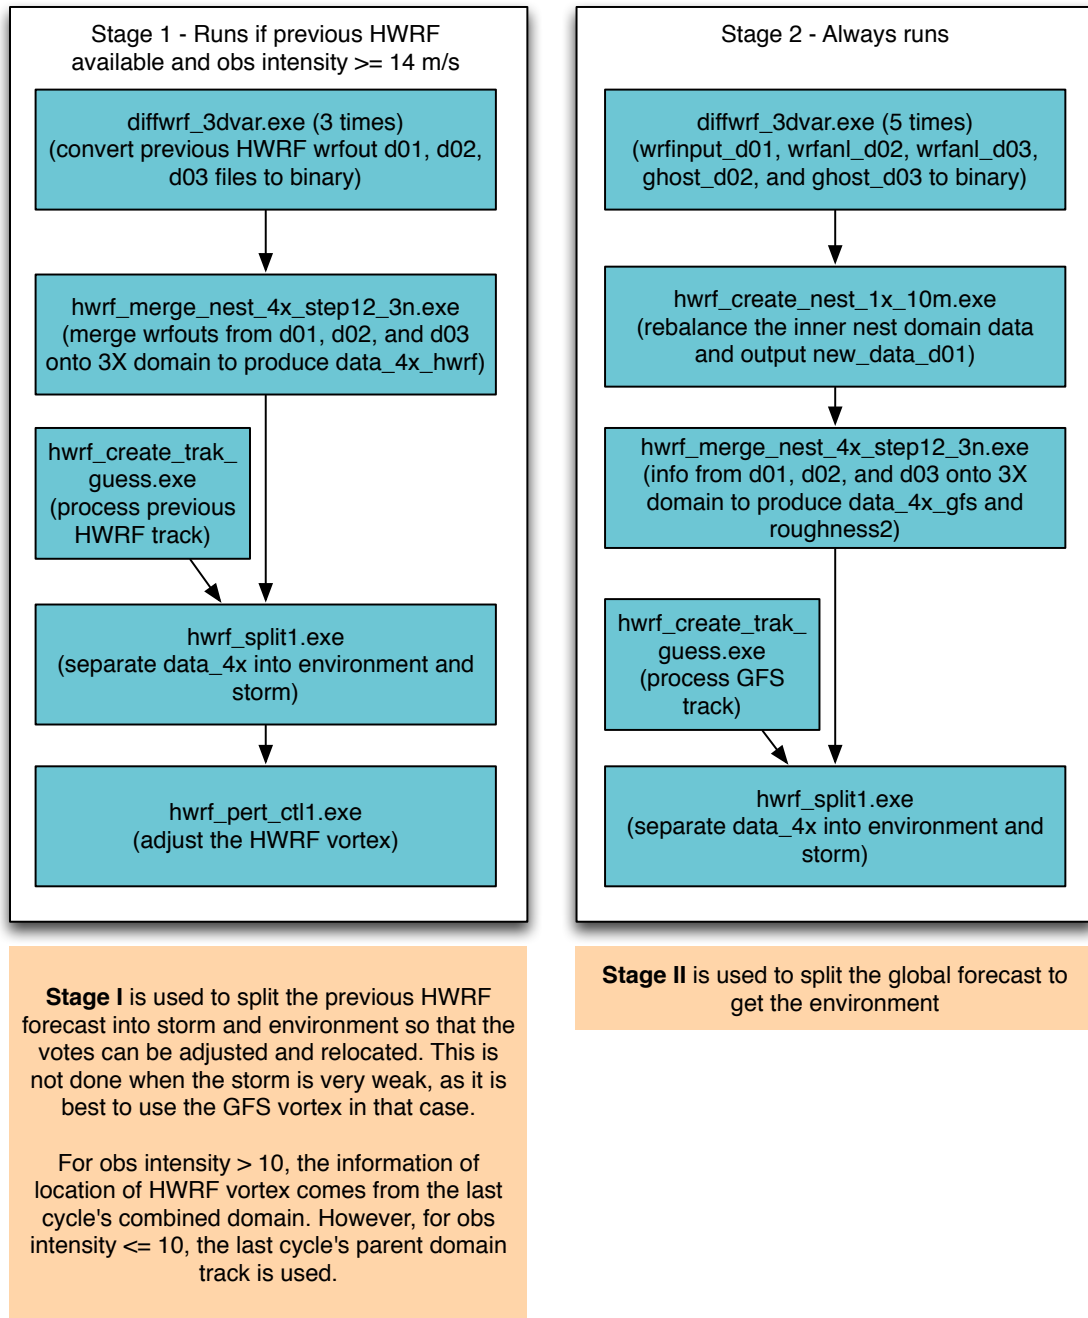 Stage 1 - Runs if previous HWRF
available and obs intensity >= 14 m/s
diffwrf_3dvar.exe (3 times)
(convert previous HWRF wrfout d01, d02,
d03 files to binary)
hwrf_merge_nest_4x_step12_3n.exe
(merge wrfouts from d01, d02, and d03
onto 3X domain to produce data_4x_hwrf)
hwrf_create_trak_
guess.exe
(process previous
HWRF track)
hwrf_split1.exe
(separate data_4x into environment and
storm)
hwrf_pert_ctl1.exe
(adjust the HWRF vortex)
Stage 2 - Always runs
diffwrf_3dvar.exe (5 times)
(wrfinput_d01, wrfanl_d02, wrfanl_d03,
ghost_d02, and ghost_d03 to binary)
hwrf_create_nest_1x_10m.exe
(rebalance the inner nest domain data
and output new_data_d01)
hwrf_merge_nest_4x_step12_3n.exe
(info from d01, d02, and d03 onto 3X
domain to produce data_4x_gfs and
roughness2)
hwrf_create_trak_
guess.exe
(process GFS
track)
hwrf_split1.exe
(separate data_4x into environment and
storm)
Stage I is used to split the previous HWRF
forecast into storm and environment so that the
votes can be adjusted and relocated. This is
not done when the storm is very weak, as it is
best to use the GFS vortex in that case.
For obs intensity > 10, the information of
location of HWRF vortex comes from the last
cycle's combined domain. However, for obs
intensity <= 10, the last cycle's parent domain
track is used.
Stage II is used to split the global forecast to
get the environment